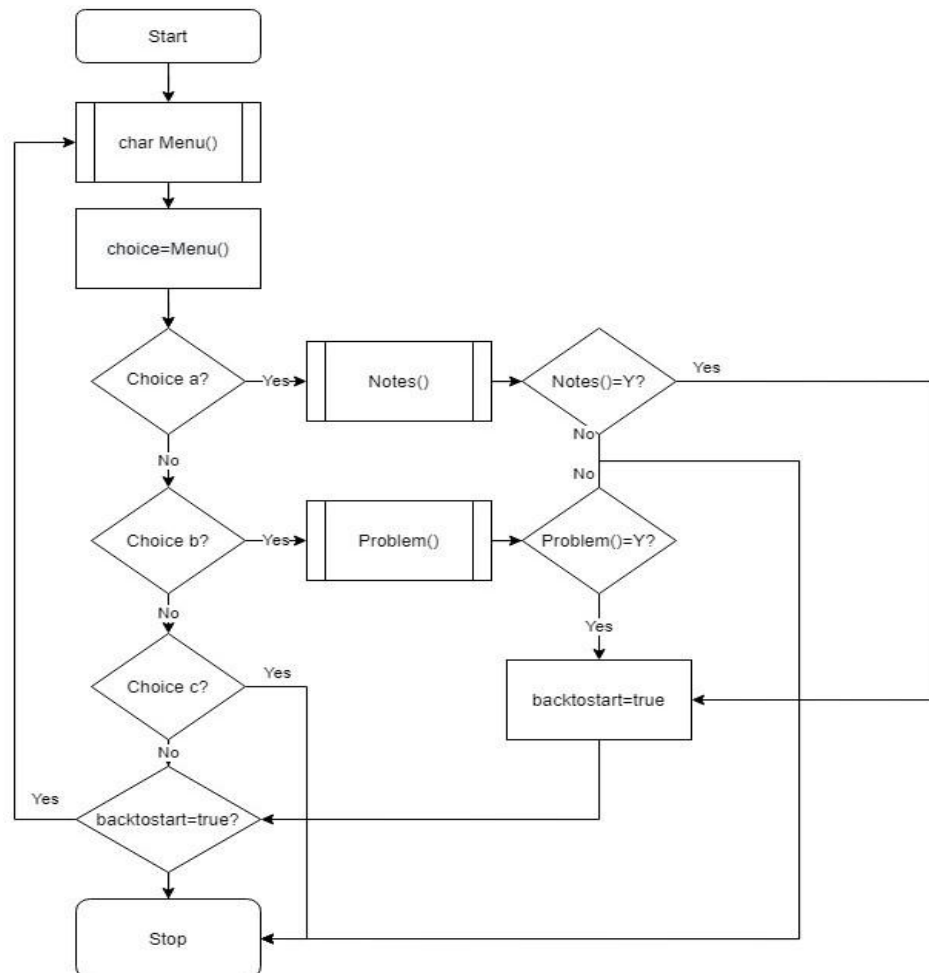 Start
char Menu()
choice=Menu()
Choice a?
Yes
Notes()
Notes()=Y?
Yes
No
No
No
Choice b?
Yes
Problem()
Problem()=Y?
No
Yes
Choice c?
Yes
backtostart=true
No
Yes
backtostart=true?
Stop